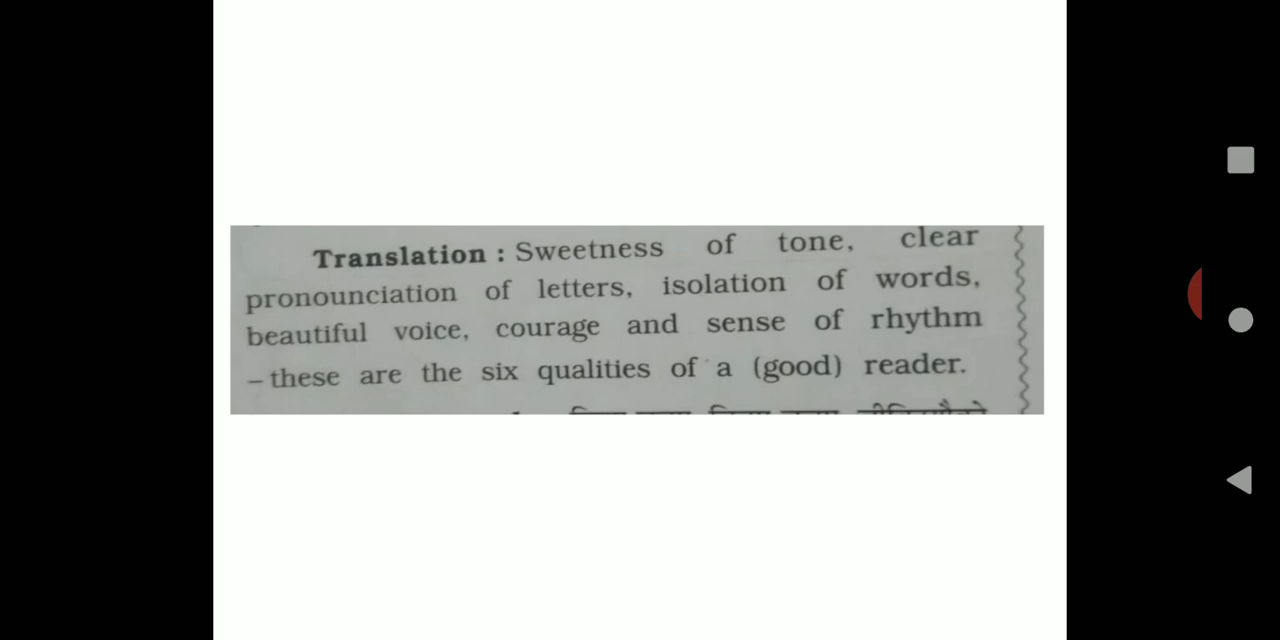 Translation : Sweetness of tone, clear
pronounciation of letters, isolation of words,
beautiful voice, courage and sense of rhythm
– these are the six qualities of a (good) reader.